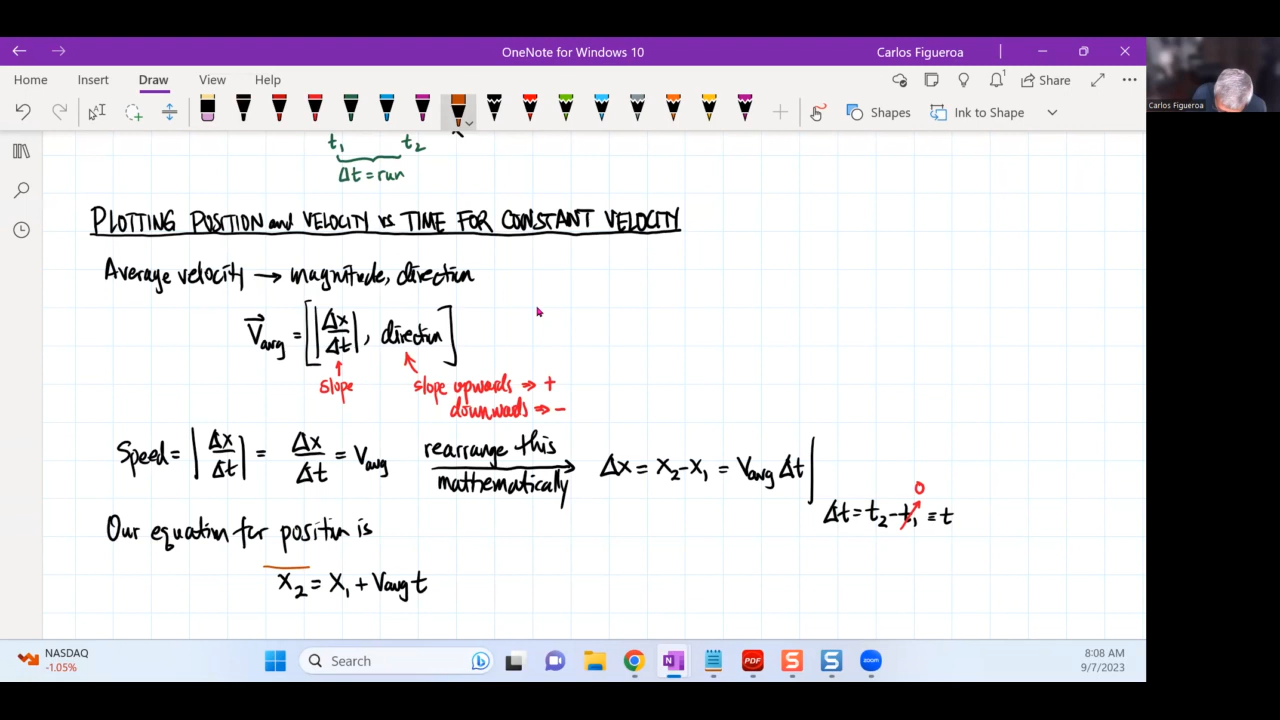 OneNote for Windows 10
Carlos Figueroa
Home Insert Draw View Help
Share
Shapes
Ink to Shape
Carlos Figueroa
t₁ t₂
Δt = run
PLOTTING POSITION and VELOCITY vs TIME FOR CONSTANT VELOCITY
Average velocity → magnitude, direction
V⃗avg = [|Δx/Δt|, direction]
slope
slope upwards ⇒ +
downwads ⇒ −
Speed = |Δx/Δt| = Δx/Δt = Vavg
rearrange this
mathematically
Δx = x₂ − x₁ = Vavg Δt |
0
Δt = t₂ − t₁ = t
Our equation for position is
x₂ = x₁ + Vavg t
NASDAQ
-1.05%
Search
PDF
zoom
8:08 AM
9/7/2023